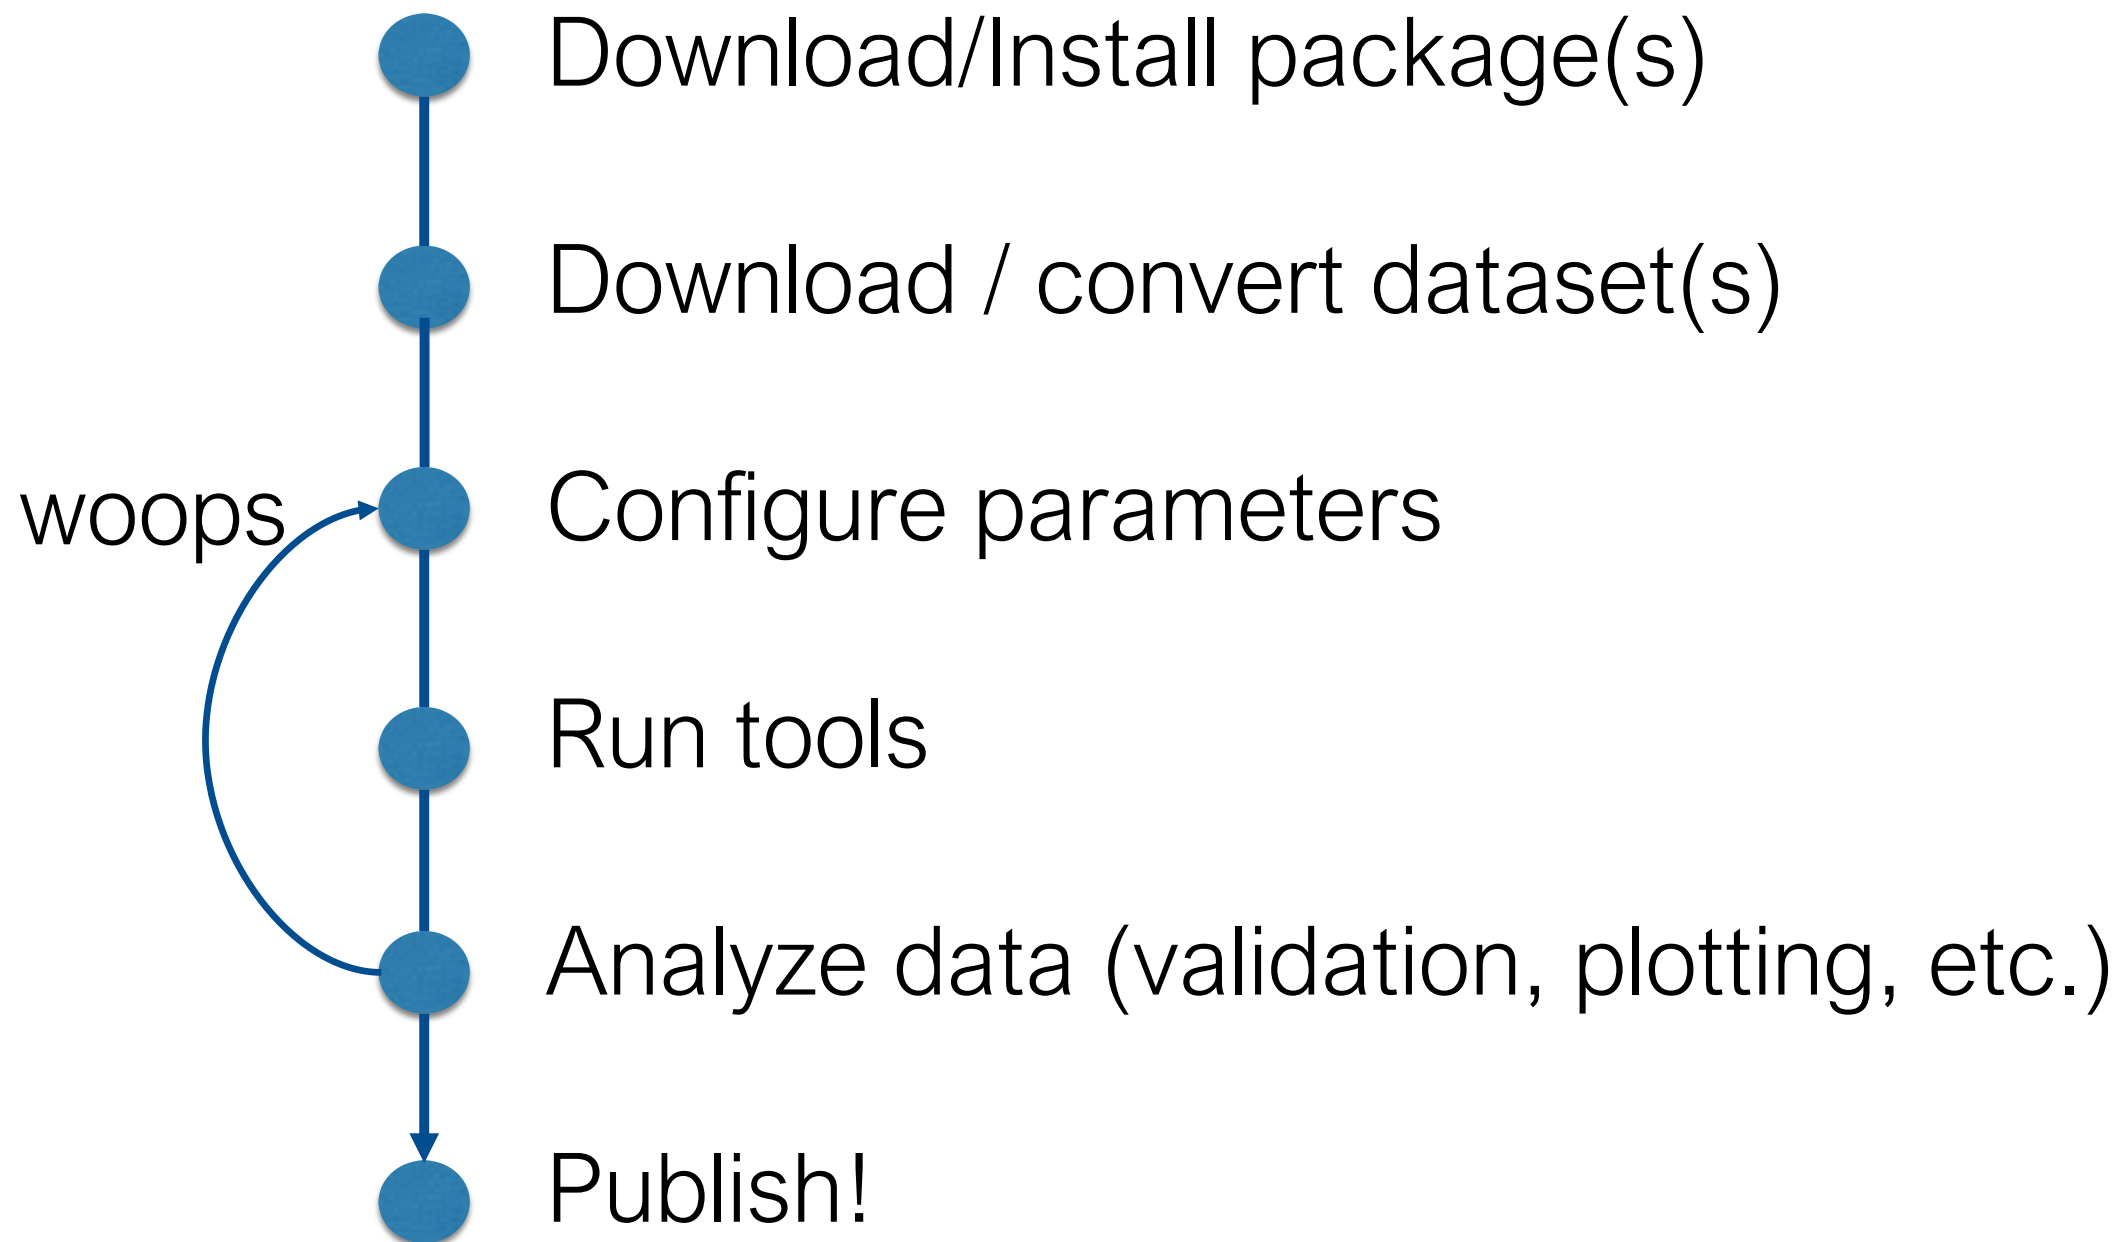 Download/Install package(s)
Download / convert dataset(s)
woops
Configure parameters
Run tools
Analyze data (validation, plotting, etc.)
Publish!